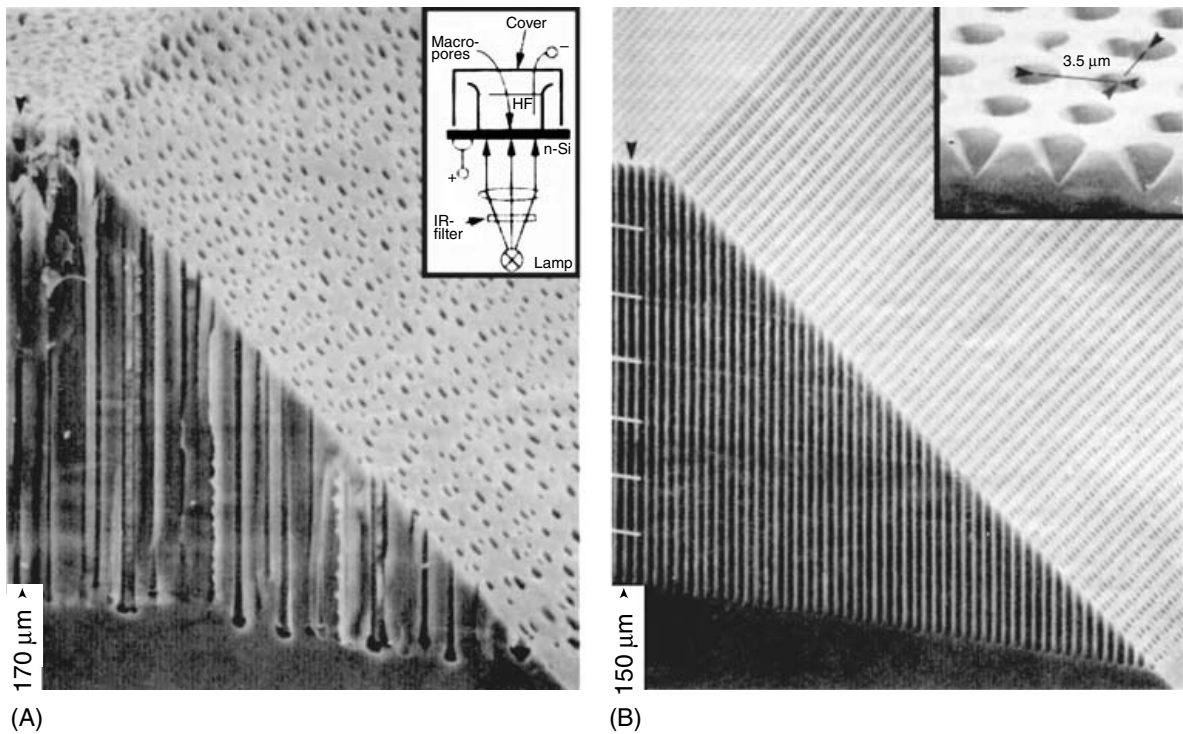 Cover
Macro-
pores
−
HF
n-Si
+
IR-
filter
Lamp
170 μm
(A)
3.5 μm
150 μm
(B)